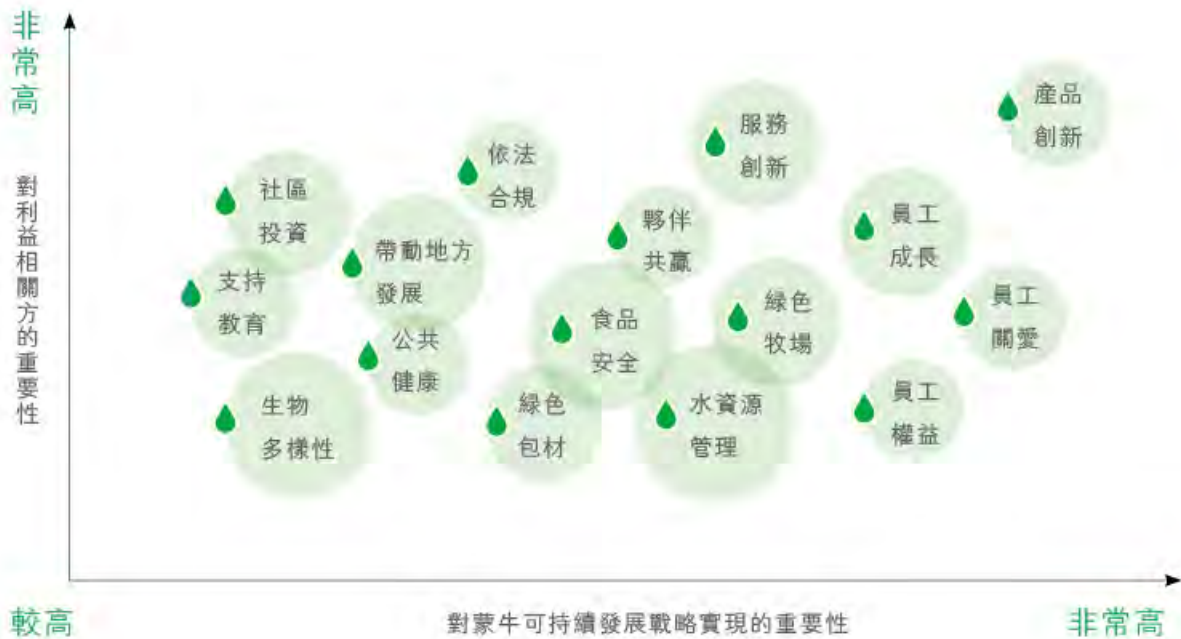 非常高
對利益相關方的重要性
產品
創新
服務
創新
依法
合規
社區
投資
夥伴
共贏
員工
成長
帶動地方
發展
支持
教育
員工
關愛
綠色
牧場
食品
安全
公共
健康
員工
權益
生物
多樣性
綠色
包材
水資源
管理
較高
對蒙牛可持續發展戰略實現的重要性
非常高